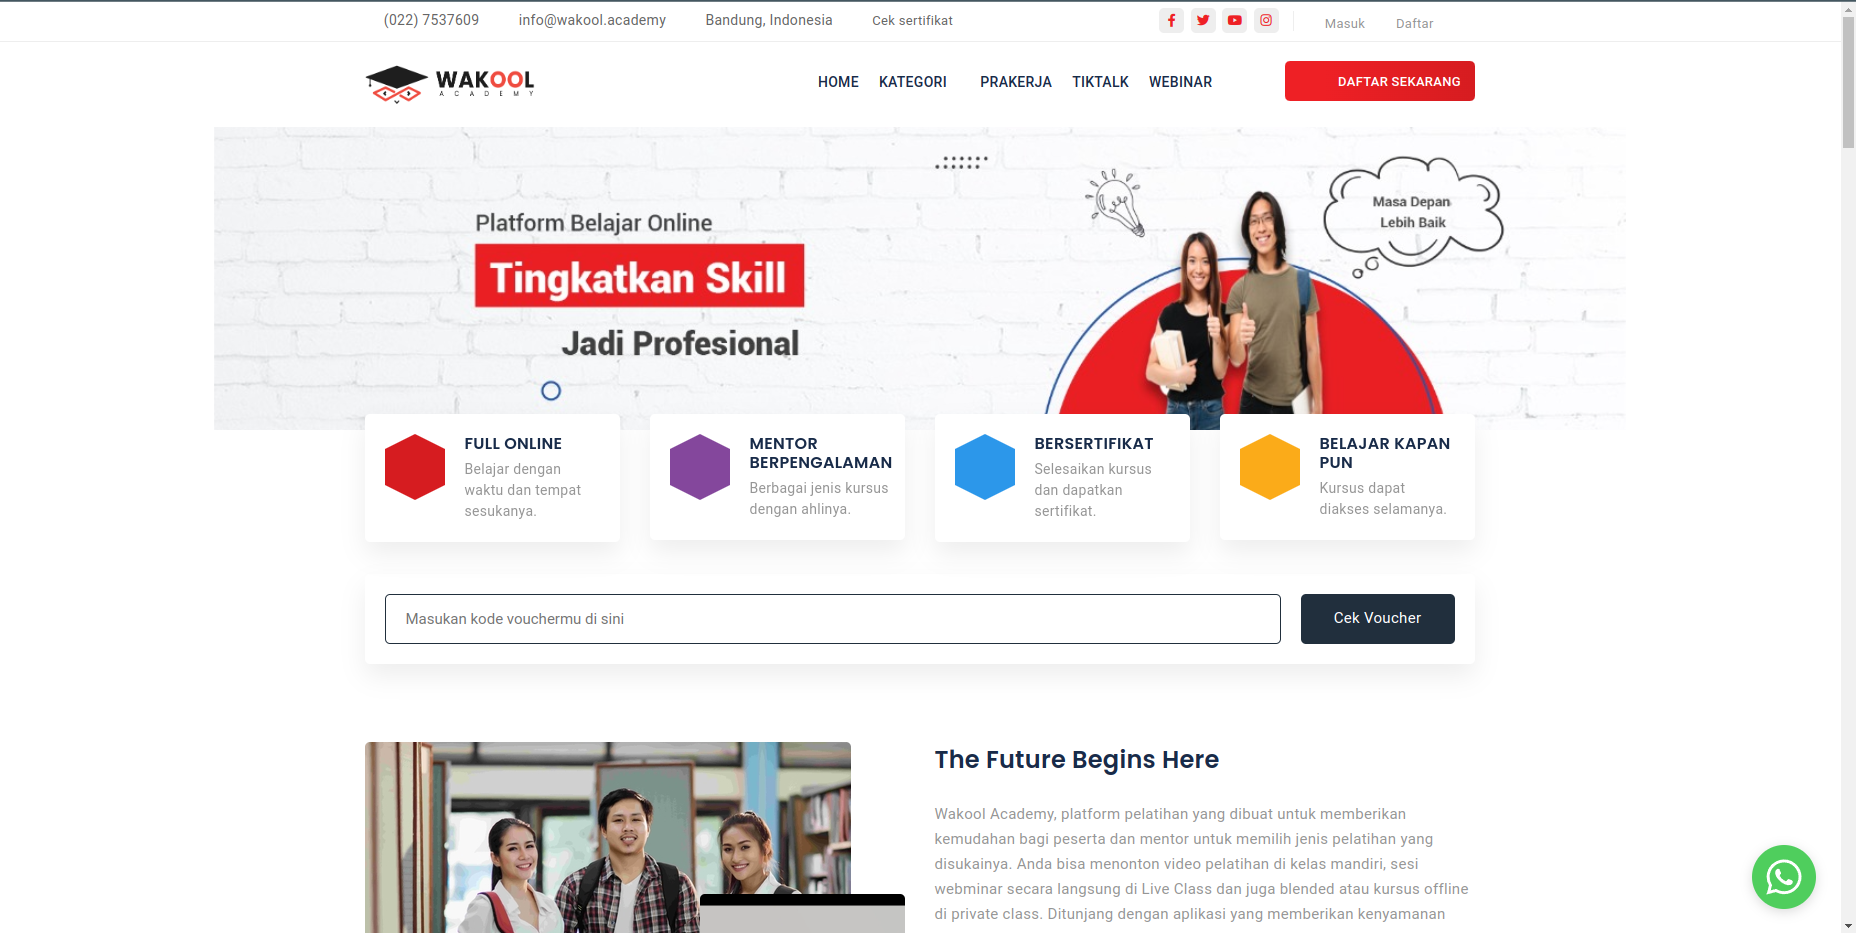 (022) 7537609 info@wakool.academy Bandung, Indonesia Cek sertifikat Masuk Daftar
WAKOOL
ACADEMY
HOME KATEGORI PRAKERJA TIKTALK WEBINAR DAFTAR SEKARANG
Platform Belajar Online
Tingkatkan Skill
Jadi Profesional
Masa Depan
Lebih Baik
FULL ONLINE
Belajar dengan
waktu dan tempat
sesukanya.
MENTOR
BERPENGALAMAN
Berbagai jenis kursus
dengan ahlinya.
BERSERTIFIKAT
Selesaikan kursus
dan dapatkan
sertifikat.
BELAJAR KAPAN
PUN
Kursus dapat
diakses selamanya.
Masukan kode vouchermu di sini
Cek Voucher
The Future Begins Here
Wakool Academy, platform pelatihan yang dibuat untuk memberikan
kemudahan bagi peserta dan mentor untuk memilih jenis pelatihan yang
disukainya. Anda bisa menonton video pelatihan di kelas mandiri, sesi
webminar secara langsung di Live Class dan juga blended atau kursus offline
di private class. Ditunjang dengan aplikasi yang memberikan kenyamanan